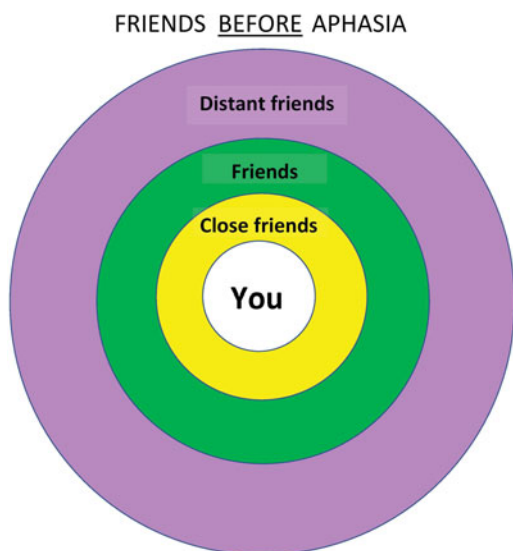 FRIENDS BEFORE APHASIA
Distant friends
Friends
Close friends
You